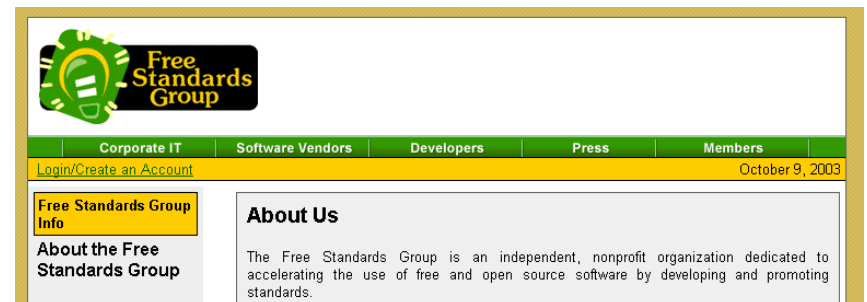 Free
Standards
Group
Corporate IT Software Vendors Developers Press Members
Login/Create an Account October 9, 2003
Free Standards Group
Info
About the Free
Standards Group
About Us
The Free Standards Group is an independent, nonprofit organization dedicated to
accelerating the use of free and open source software by developing and promoting
standards.